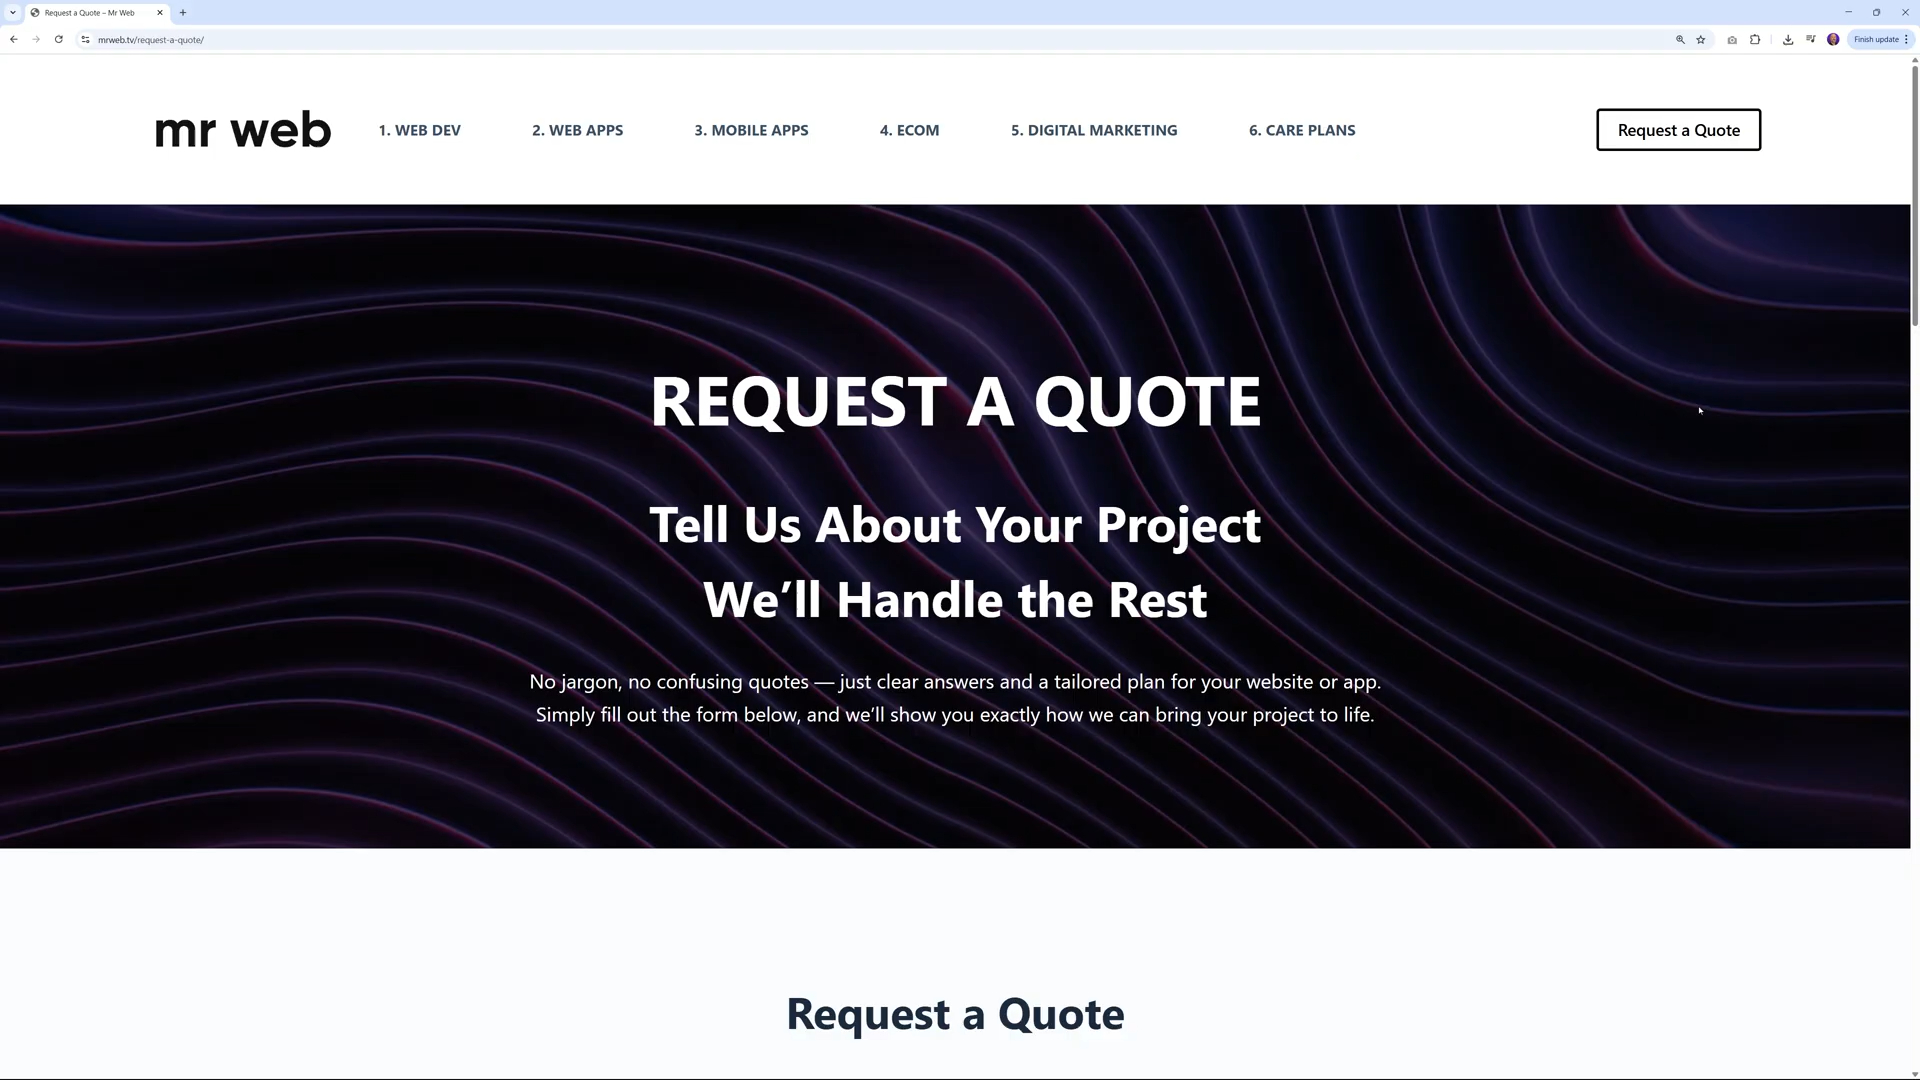 Request a Quote – Mr Web
mrweb.tv/request-a-quote/
Finish update
mr web
1. WEB DEV
2. WEB APPS
3. MOBILE APPS
4. ECOM
5. DIGITAL MARKETING
6. CARE PLANS
Request a Quote
REQUEST A QUOTE
Tell Us About Your Project
We’ll Handle the Rest
No jargon, no confusing quotes — just clear answers and a tailored plan for your website or app.
Simply fill out the form below, and we’ll show you exactly how we can bring your project to life.
Request a Quote